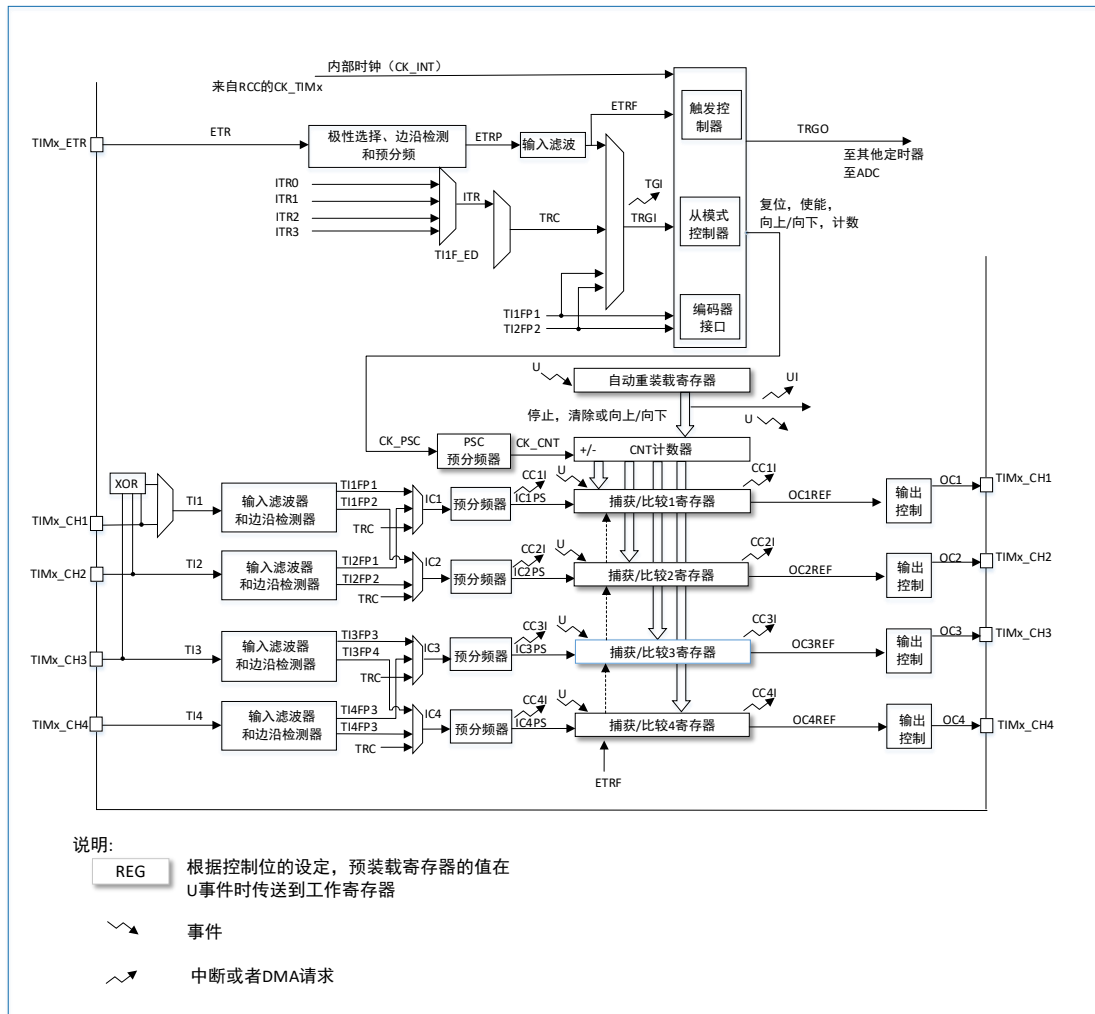 内部时钟（CK_INT）
来自RCC的CK_TIMx
TIMx_ETR
ETR
极性选择、边沿检测
和预分频
ETRP
输入滤波
ETRF
触发控
制器
TRGO
至其他定时器
至ADC
ITR0
ITR1
ITR2
ITR3
ITR
TI1F_ED
TRC
TGI
TRGI
从模式
控制器
复位，使能，
向上/向下，计数
TI1FP1
TI2FP2
编码器
接口
U
自动重装载寄存器
UI
U
停止，清除或向上/向下
CK_PSC
PSC
预分频器
CK_CNT
+/-
CNT计数器
XOR
TIMx_CH1
TI1
输入滤波器
和边沿检测器
TI1FP1
TI1FP2
TRC
IC1
预分频器
CC1I
IC1PS
U
捕获/比较1寄存器
CC1I
OC1REF
输出
控制
OC1
TIMx_CH1
TIMx_CH2
TI2
输入滤波器
和边沿检测器
TI2FP1
TI2FP2
TRC
IC2
预分频器
CC2I
IC2PS
U
捕获/比较2寄存器
CC2I
OC2REF
输出
控制
OC2
TIMx_CH2
TIMx_CH3
TI3
输入滤波器
和边沿检测器
TI3FP3
TI3FP4
TRC
IC3
预分频器
CC3I
IC3PS
U
捕获/比较3寄存器
CC3I
OC3REF
输出
控制
OC3
TIMx_CH3
TIMx_CH4
TI4
输入滤波器
和边沿检测器
TI4FP3
TI4FP3
TRC
IC4
预分频器
CC4I
IC4PS
U
捕获/比较4寄存器
CC4I
OC4REF
输出
控制
OC4
TIMx_CH4
ETRF
说明:
REG
根据控制位的设定，预装载寄存器的值在
U事件时传送到工作寄存器
事件
中断或者DMA请求